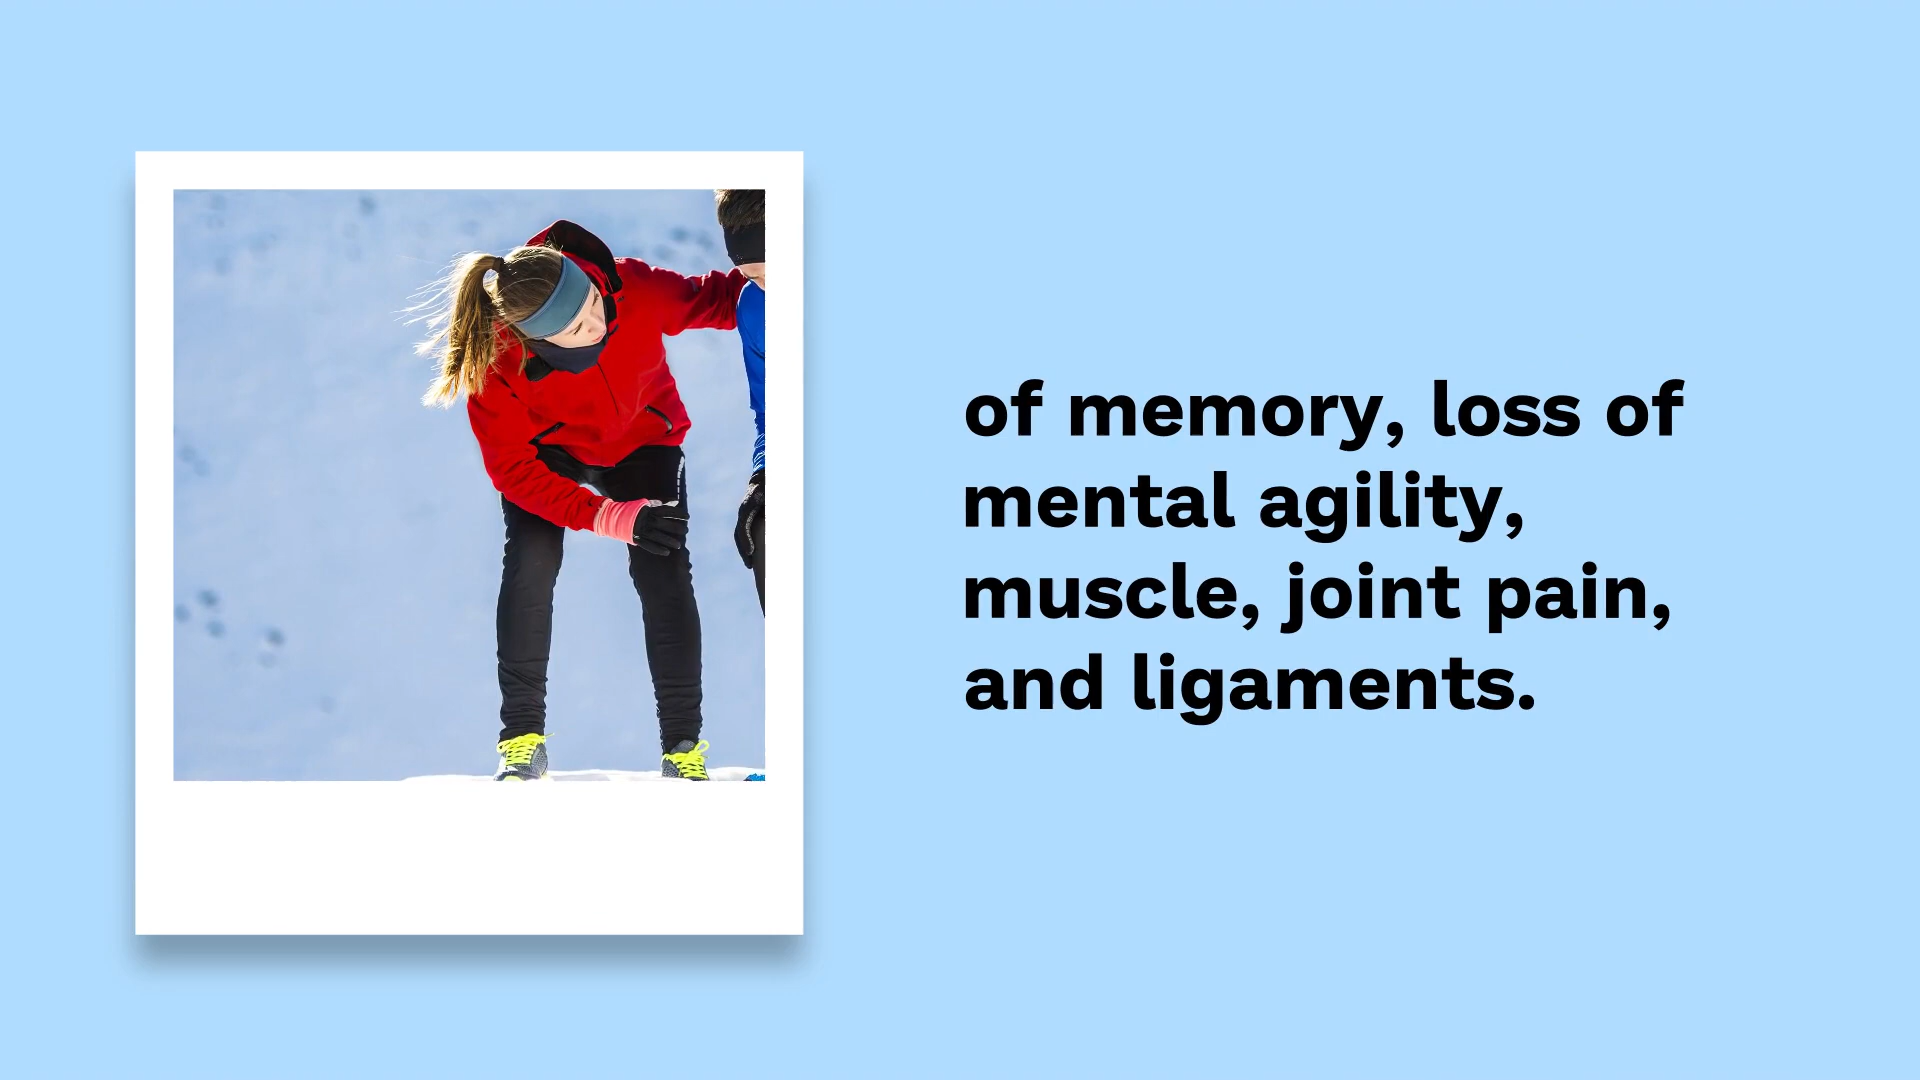 of memory, loss of
mental agility,
muscle, joint pain,
and ligaments.